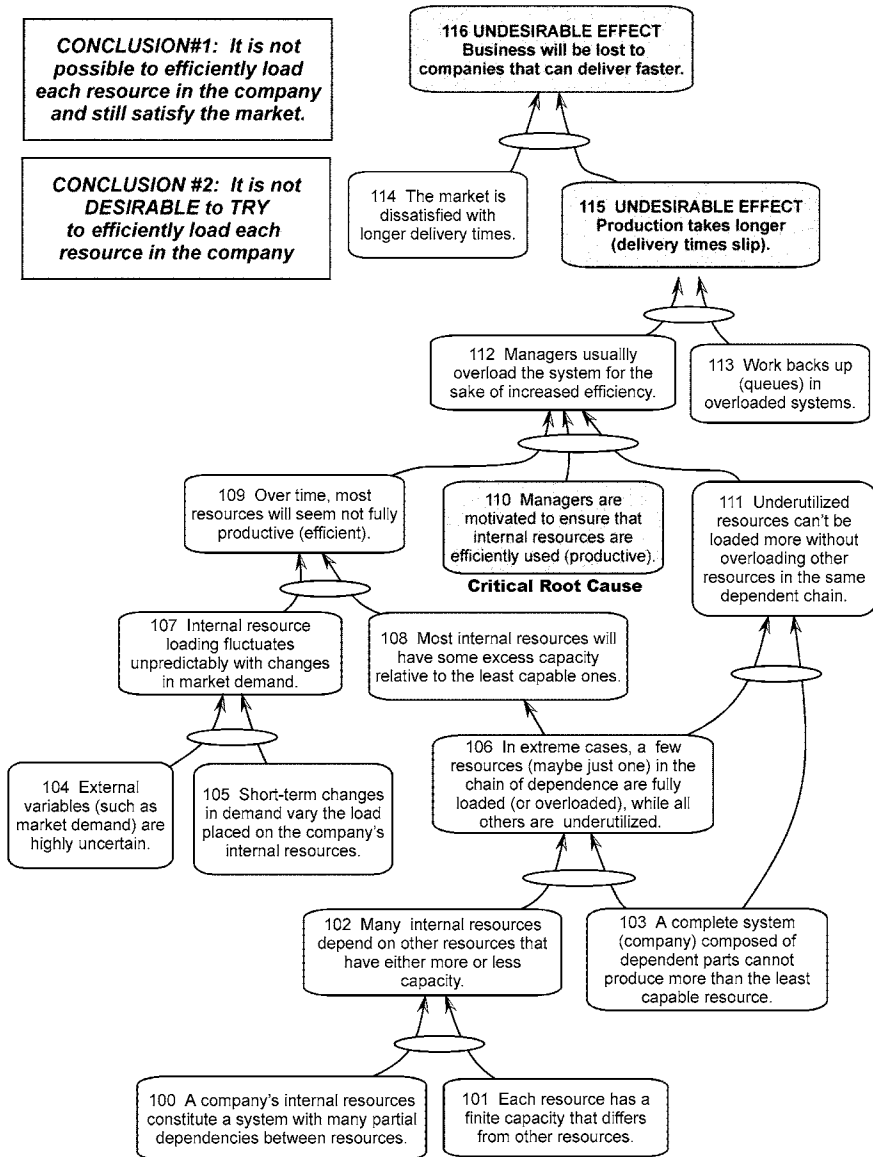 CONCLUSION#1: It is not
possible to efficiently load
each resource in the company
and still satisfy the market.
CONCLUSION #2: It is not
DESIRABLE to TRY
to efficiently load each
resource in the company
116 UNDESIRABLE EFFECT
Business will be lost to
companies that can deliver faster.
114 The market is
dissatisfied with
longer delivery times.
115 UNDESIRABLE EFFECT
Production takes longer
(delivery times slip).
112 Managers usuallly
overload the system for the
sake of increased efficiency.
113 Work backs up
(queues) in
overloaded systems.
109 Over time, most
resources will seem not fully
productive (efficient).
110 Managers are
motivated to ensure that
internal resources are
efficiently used (productive).
Critical Root Cause
111 Underutilized
resources can't be
loaded more without
overloading other
resources in the same
dependent chain.
107 Internal resource
loading fluctuates
unpredictably with changes
in market demand.
108 Most internal resources will
have some excess capacity
relative to the least capable ones.
104 External
variables (such as
market demand) are
highly uncertain.
105 Short-term changes
in demand vary the load
placed on the company's
internal resources.
106 In extreme cases, a few
resources (maybe just one) in the
chain of dependence are fully
loaded (or overloaded), while all
others are underutilized.
102 Many internal resources
depend on other resources that
have either more or less
capacity.
103 A complete system
(company) composed of
dependent parts cannot
produce more than the least
capable resource.
100 A company's internal resources
constitute a system with many partial
dependencies between resources.
101 Each resource has a
finite capacity that differs
from other resources.